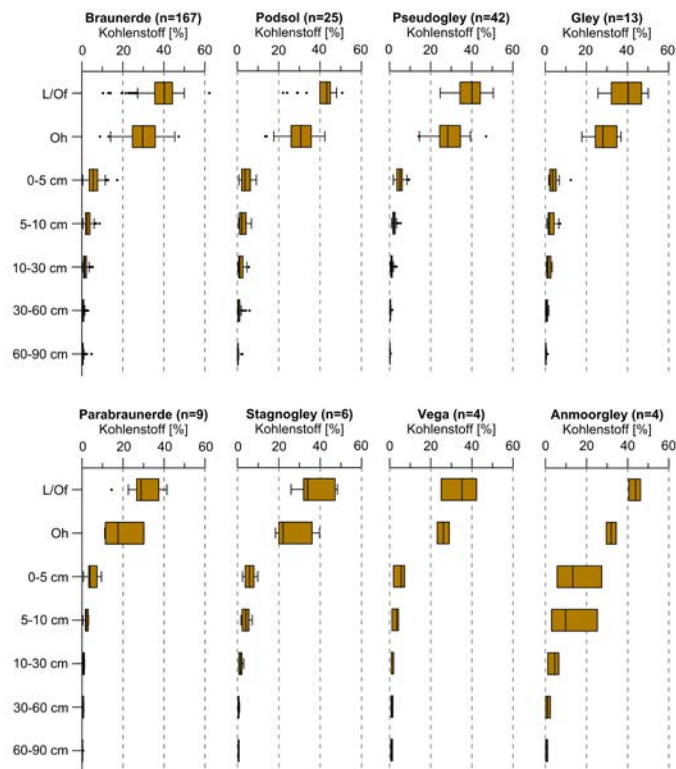 Braunerde (n=167) Podsol (n=25) Pseudogley (n=42) Gley (n=13)
Kohlenstoff [%] Kohlenstoff [%] Kohlenstoff [%] Kohlenstoff [%]
0 20 40 60 0 20 40 60 0 20 40 60 0 20 40 60
L/Of
Oh
0-5 cm
5-10 cm
10-30 cm
30-60 cm
60-90 cm
Parabraunerde (n=9) Stagnogley (n=6) Vega (n=4) Anmoorgley (n=4)
Kohlenstoff [%] Kohlenstoff [%] Kohlenstoff [%] Kohlenstoff [%]
0 20 40 60 0 20 40 60 0 20 40 60 0 20 40 60
L/Of
Oh
0-5 cm
5-10 cm
10-30 cm
30-60 cm
60-90 cm